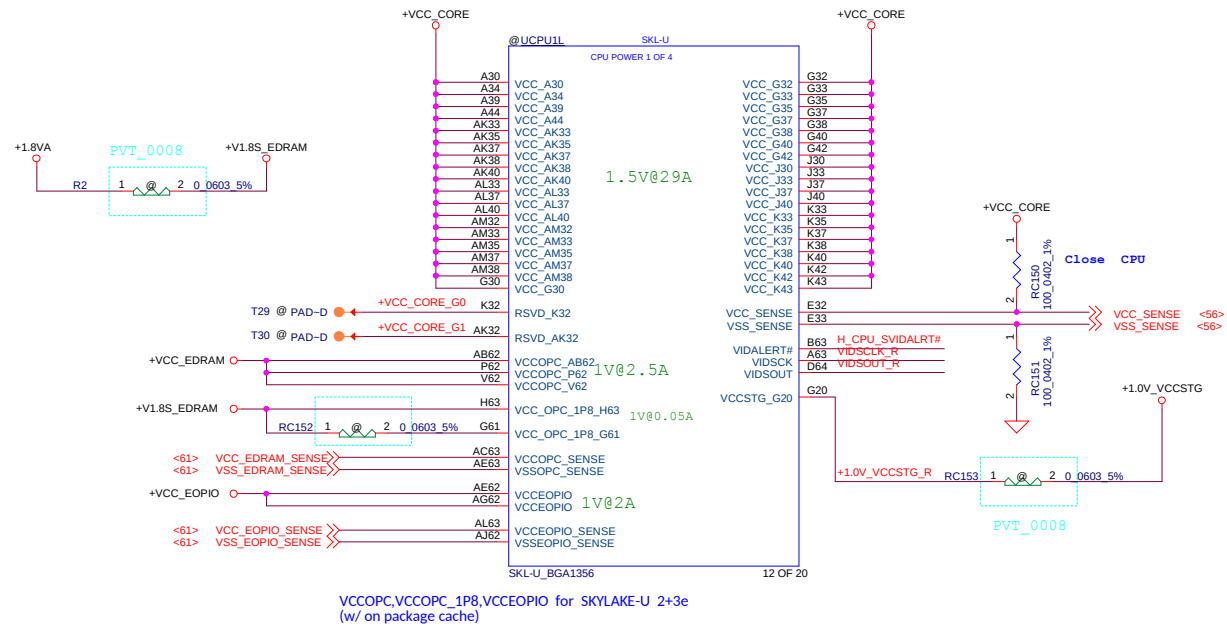 +VCC_CORE
+VCC_CORE
@UCPU1L
SKL-U
CPU POWER 1 OF 4
A30 VCC_A30 VCC_G32 G32
A34 VCC_A34 VCC_G33 G33
A39 VCC_A39 VCC_G35 G35
A44 VCC_A44 VCC_G37 G37
AK33 VCC_AK33 VCC_G38 G38
AK35 VCC_AK35 VCC_G40 G40
AK37 VCC_AK37 VCC_G42 G42
AK38 VCC_AK38 VCC_J30 J30
AK40 VCC_AK40 VCC_J33 J33
AL33 VCC_AL33 VCC_J37 J37
AL37 VCC_AL37 VCC_J40 J40
AL40 VCC_AL40 VCC_K33 K33
AM32 VCC_AM32 VCC_K35 K35
AM33 VCC_AM33 VCC_K37 K37
AM35 VCC_AM35 VCC_K38 K38
AM37 VCC_AM37 VCC_K40 K40
AM38 VCC_AM38 VCC_K42 K42
G30 VCC_G30 VCC_K43 K43
1.5V@29A
+1.8VA
PVT_0008
+V1.8S_EDRAM
R2 1 @ 2 0_0603_5%
T29 @ PAD~D +VCC_CORE_G0 K32 RSVD_K32
T30 @ PAD~D +VCC_CORE_G1 AK32 RSVD_AK32
+VCC_EDRAM AB62 VCCOPC_AB62
P62 VCCOPC_P62
V62 VCCOPC_V62
1V@2.5A
+V1.8S_EDRAM H63 VCC_OPC_1P8_H63
1V@0.05A
RC152 1 @ 2 0_0603_5% G61 VCC_OPC_1P8_G61
<61> VCC_EDRAM_SENSE AC63 VCCOPC_SENSE
<61> VSS_EDRAM_SENSE AE63 VSSOPC_SENSE
+VCC_EOPIO AE62 VCCEOPIO
AG62 VCCEOPIO
1V@2A
<61> VCC_EOPIO_SENSE AL63 VCCEOPIO_SENSE
<61> VSS_EOPIO_SENSE AJ62 VSSEOPIO_SENSE
+VCC_CORE
1
RC150
100_0402_1%
2
Close CPU
VCC_SENSE E32 VCC_SENSE <56>
VSS_SENSE E33 VSS_SENSE <56>
1
RC151
100_0402_1%
2
VIDALERT# B63 H_CPU_SVIDALRT#
VIDSCK A63 VIDSCLK_R
VIDSOUT D64 VIDSOUT_R
VCCSTG_G20 G20
+1.0V_VCCSTG
+1.0V_VCCSTG_R RC153 1 @ 2 0_0603_5%
PVT_0008
SKL-U_BGA1356
12 OF 20
VCCOPC,VCCOPC_1P8,VCCEOPIO for SKYLAKE-U 2+3e
(w/ on package cache)